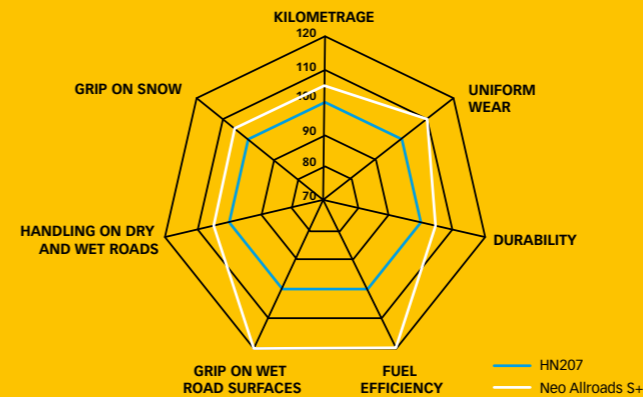 KILOMETRAGE
120
110
100
90
80
70
UNIFORM
WEAR
DURABILITY
FUEL
EFFICIENCY
GRIP ON WET
ROAD SURFACES
HANDLING ON DRY
AND WET ROADS
GRIP ON SNOW
HN207
Neo Allroads S+